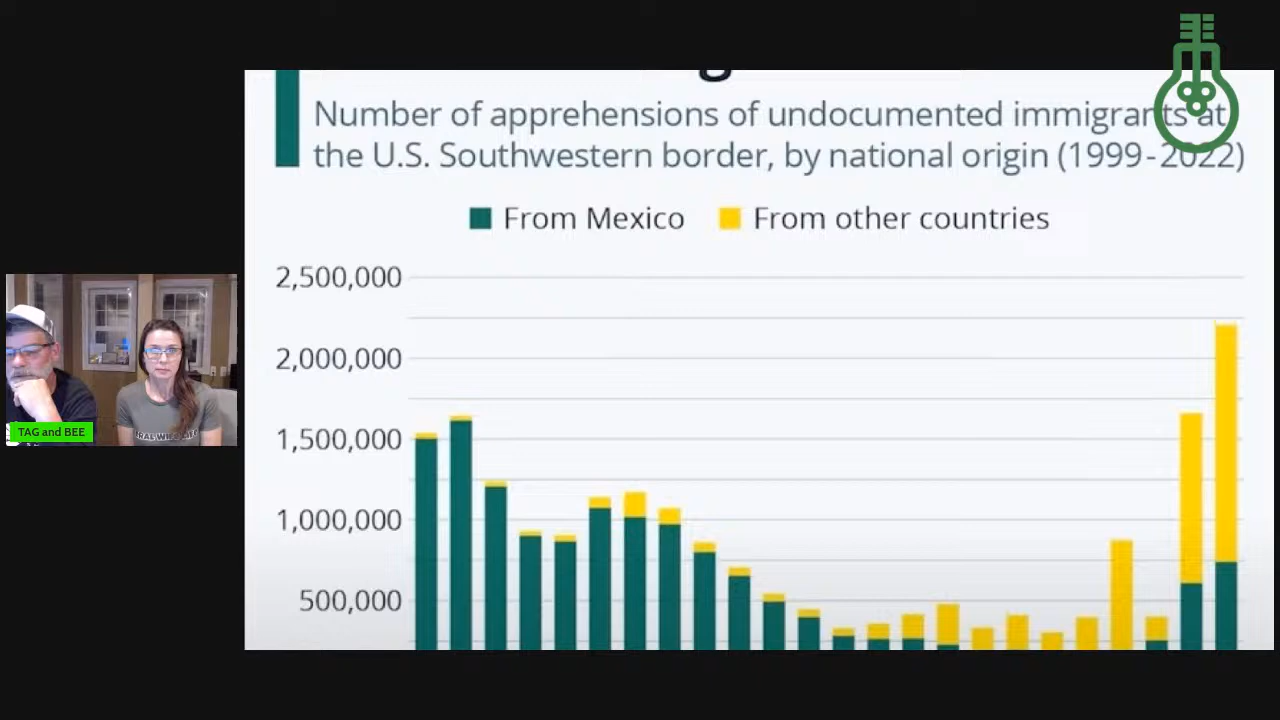 Number of apprehensions of undocumented immigrants at
the U.S. Southwestern border, by national origin (1999-2022)
From Mexico
From other countries
2,500,000
2,000,000
1,500,000
1,000,000
500,000
TAG and BEE